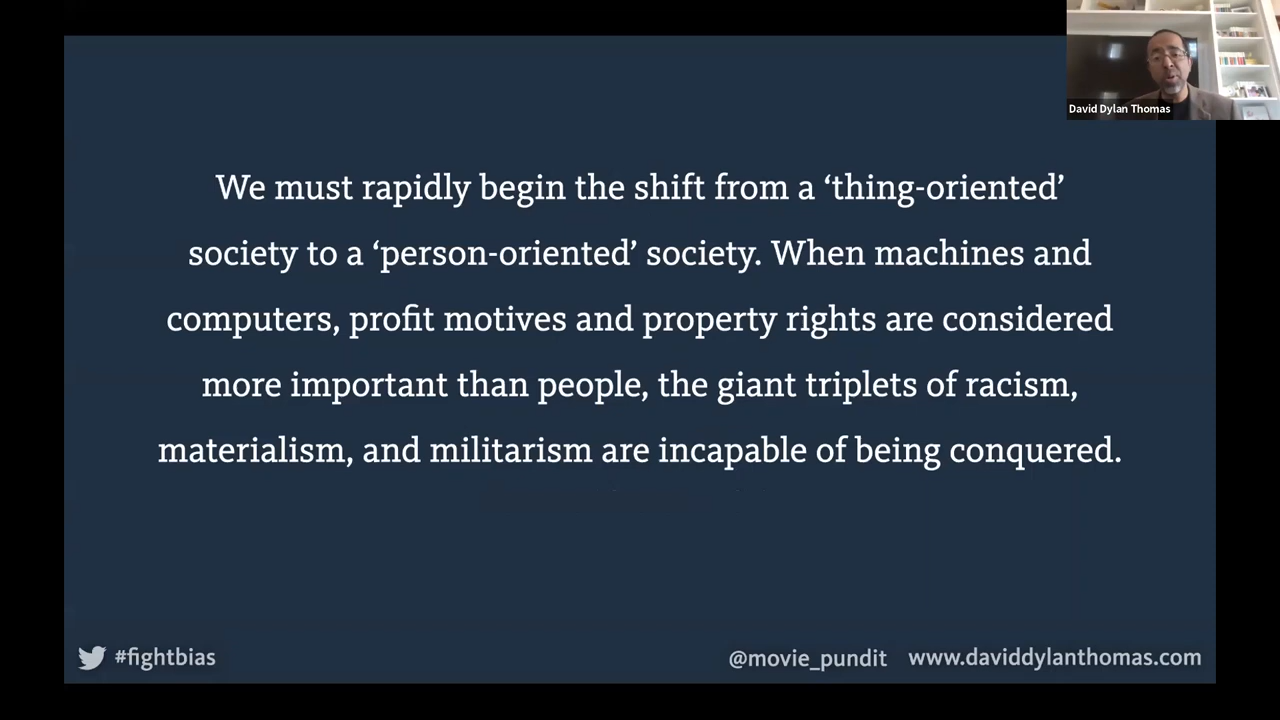 David Dylan Thomas
We must rapidly begin the shift from a ‘thing-oriented’
society to a ‘person-oriented’ society. When machines and
computers, profit motives and property rights are considered
more important than people, the giant triplets of racism,
materialism, and militarism are incapable of being conquered.
#fightbias
@movie_pundit www.daviddylanthomas.com